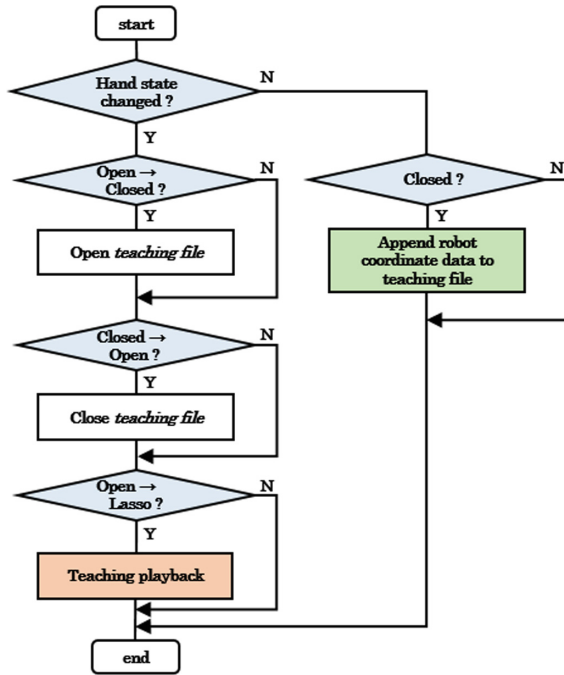 start
Hand state
changed ?
N
Y
Open →
Closed ?
N
Y
Open teaching file
Closed →
Open ?
N
Y
Close teaching file
Open →
Lasso ?
N
Y
Teaching playback
end
Closed ?
N
Y
Append robot
coordinate data to
teaching file